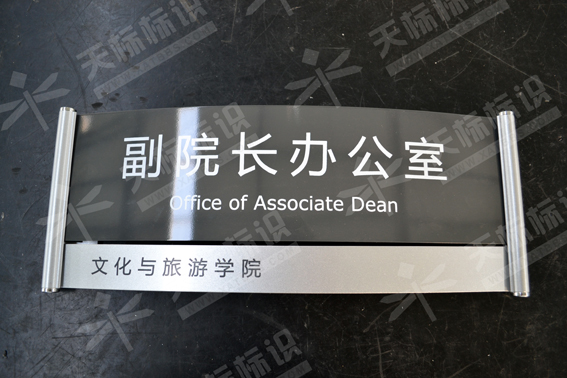 副院长办公室
Office of Associate Dean
文化与旅游学院
天标标识